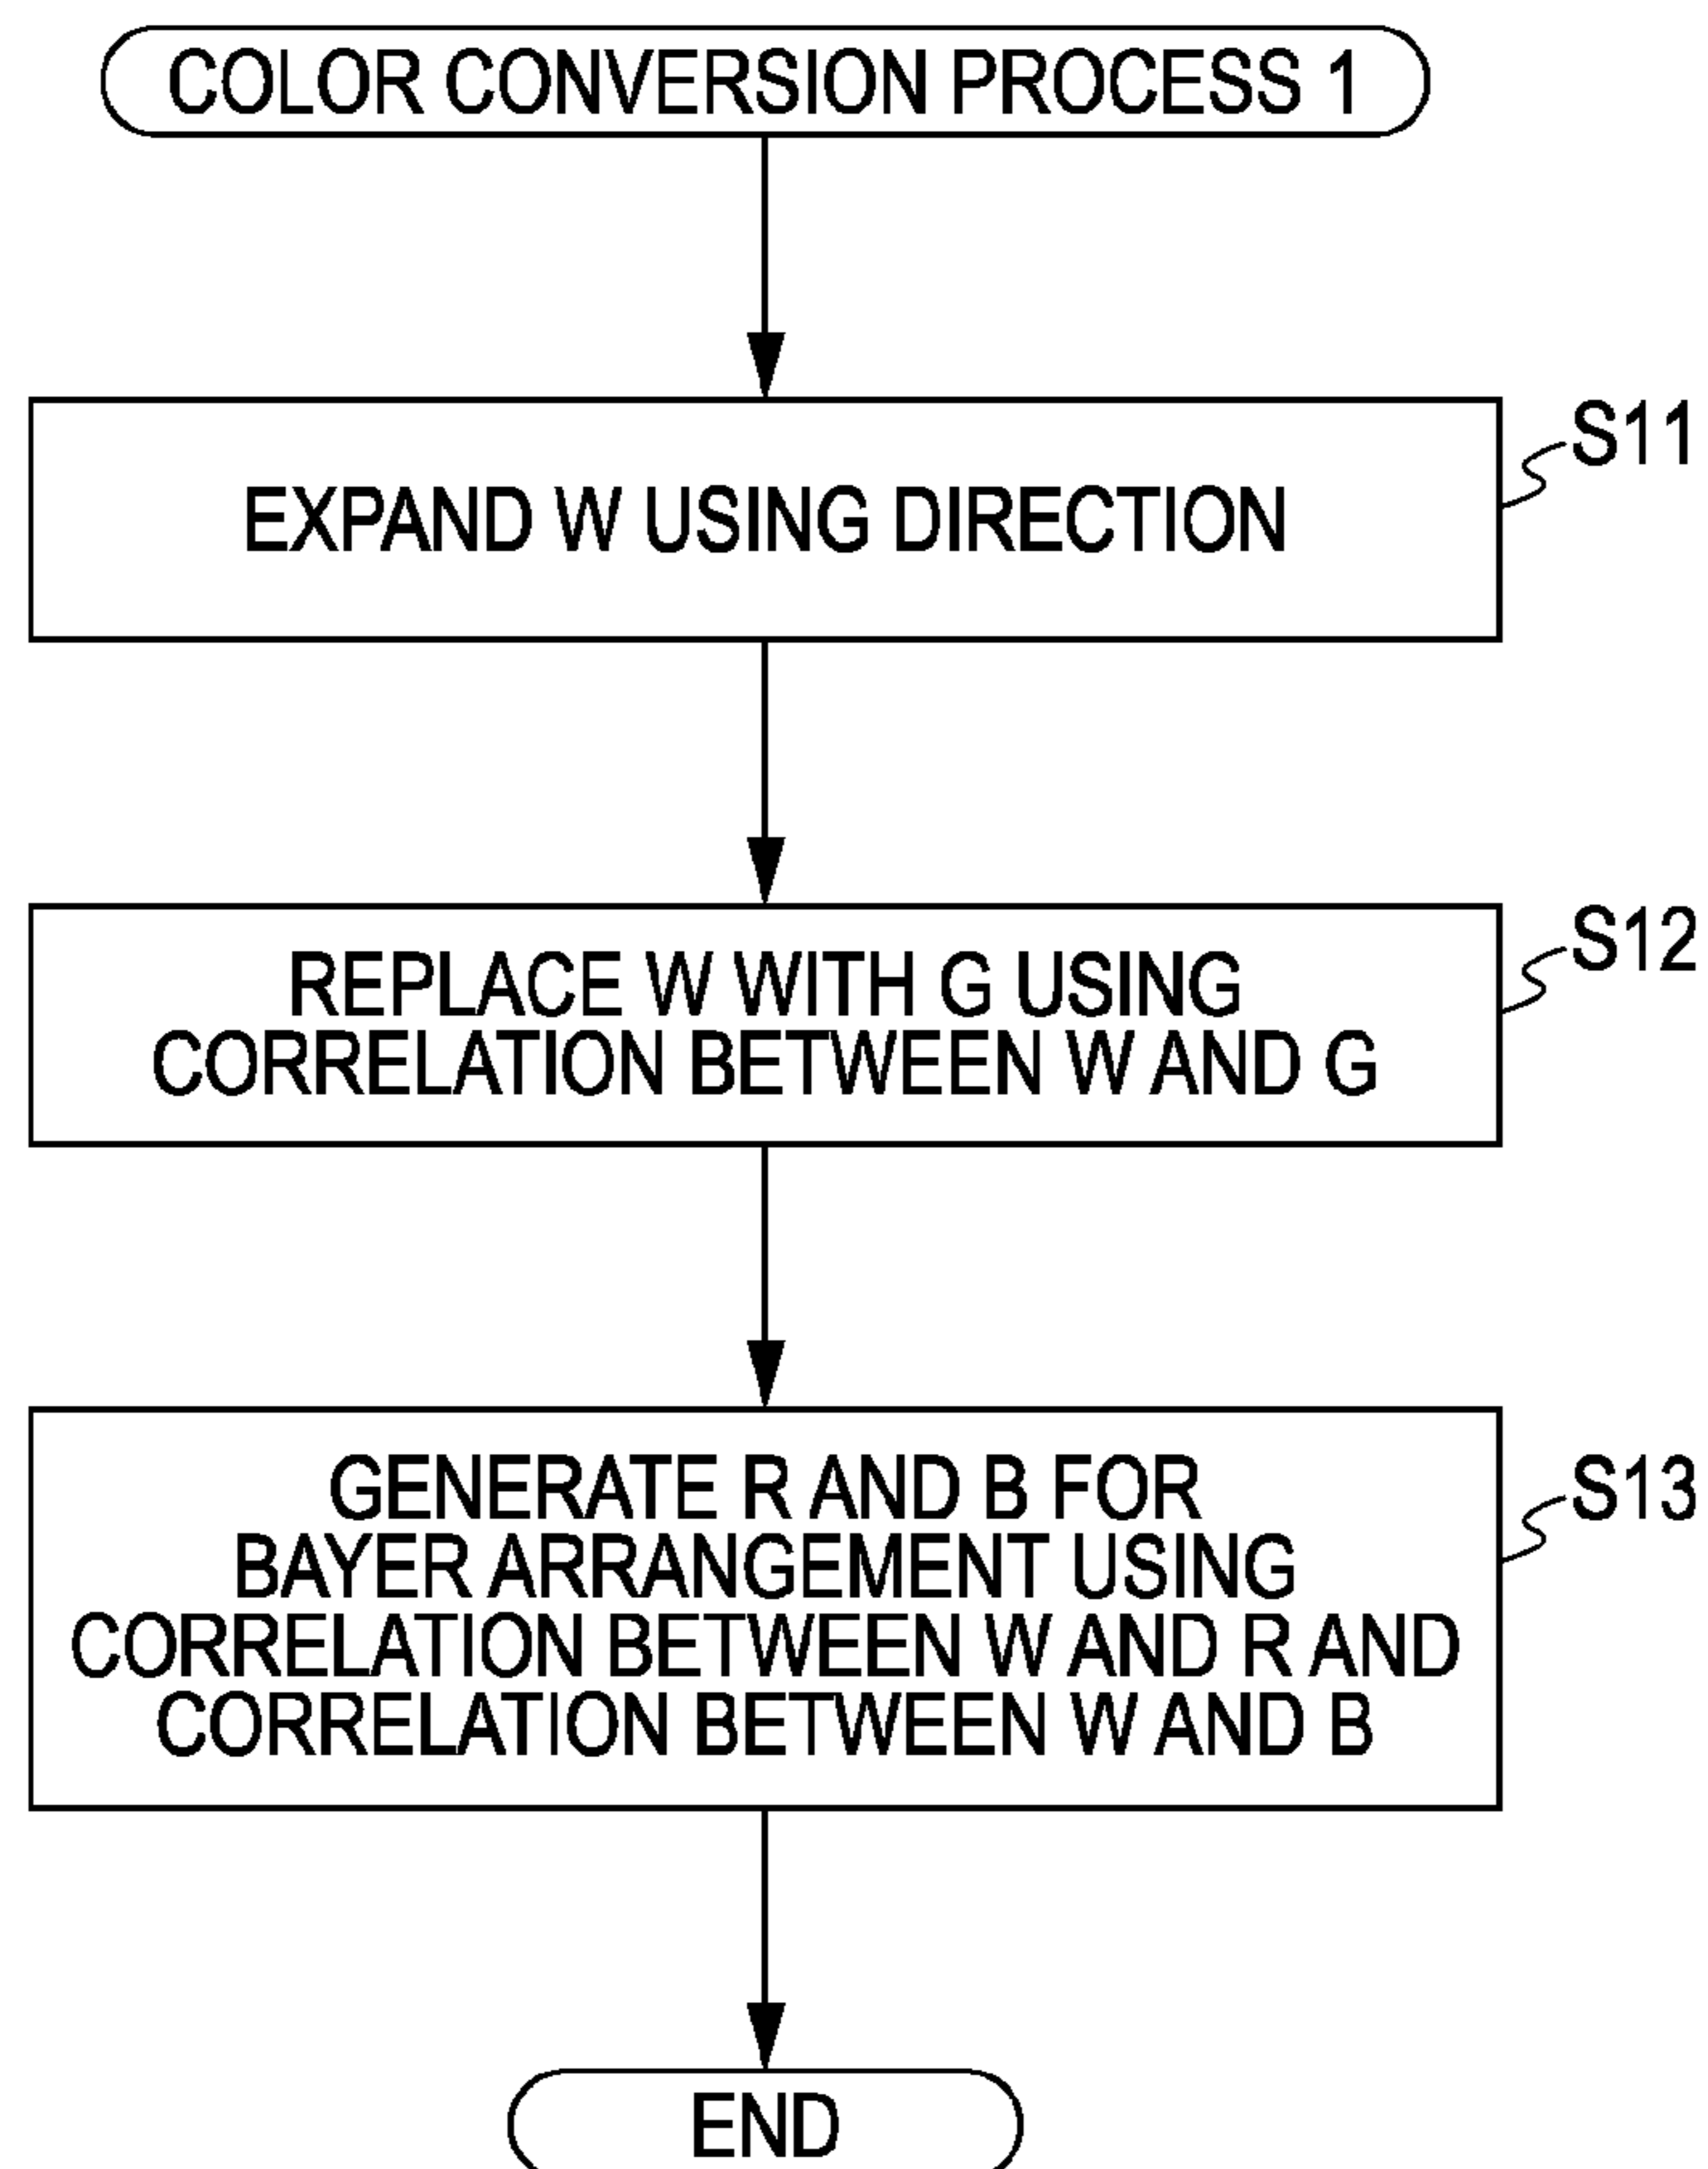 COLOR CONVERSION PROCESS 1
S11
EXPAND W USING DIRECTION
S12
REPLACE W WITH G USING
CORRELATION BETWEEN W AND G
S13
GENERATE R AND B FOR
BAYER ARRANGEMENT USING
CORRELATION BETWEEN W AND R AND
CORRELATION BETWEEN W AND B
END